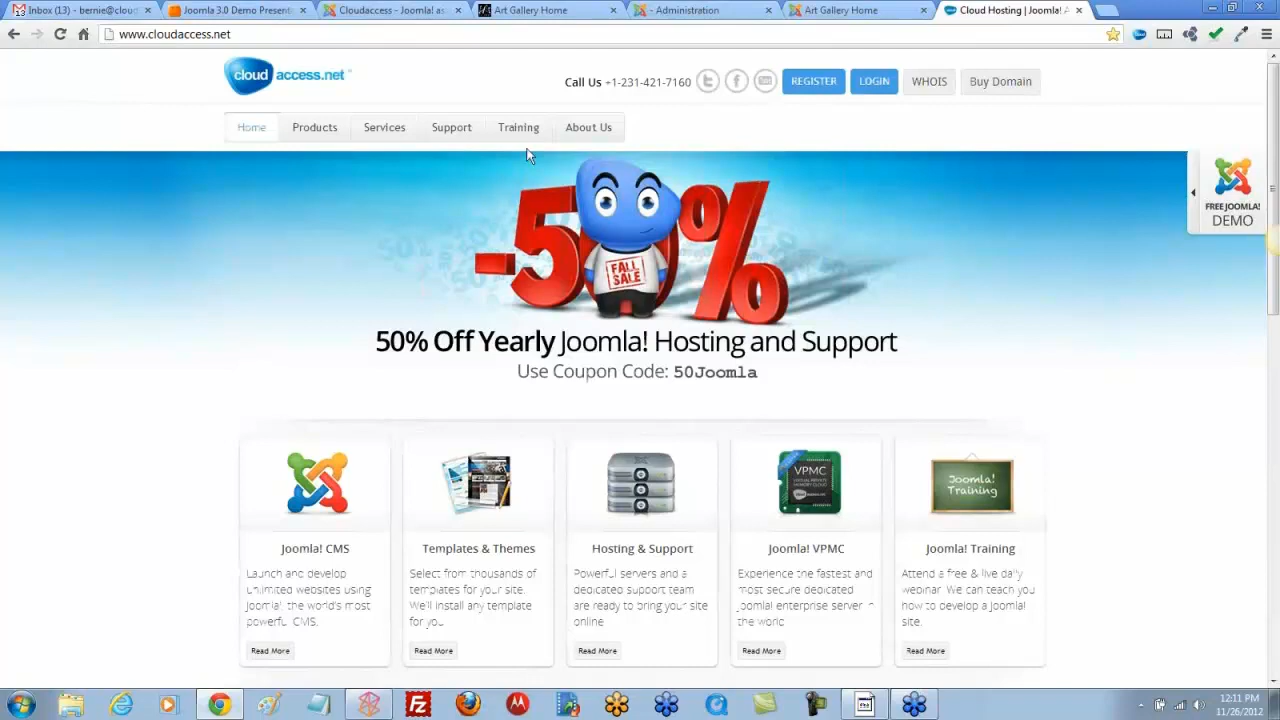 Inbox (13) - bernie@cloud
Joomla 3.0 Demo Presente
Cloudaccess - Joomla! as
Art Gallery Home
- Administration
Art Gallery Home
Cloud Hosting | Joomla! A
www.cloudaccess.net
cloud access.net
Call Us +1-231-421-7160
REGISTER
LOGIN
WHOIS
Buy Domain
Home
Products
Services
Support
Training
About Us
-50%
FALL
SALE
FREE JOOMLA!
DEMO
50% Off Yearly Joomla! Hosting and Support
Use Coupon Code: 50Joomla
Joomla! CMS
Launch and develop
unlimited websites using
Joomla!, the world's most
powerful CMS.
Read More
Templates & Themes
Select from thousands of
templates for your site.
We'll install any template
for you
Read More
Hosting & Support
Powerful servers and a
dedicated support team
are ready to bring your site
online
Read More
VPMC
Joomla! VPMC
Experience the fastest and
most secure dedicated
Joomla! enterprise server in
the world
Read More
Joomla!
Training
Joomla! Training
Attend a free & live daily
webinar. We can teach you
how to develop a Joomla!
site.
Read More
12:11 PM
11/26/2012